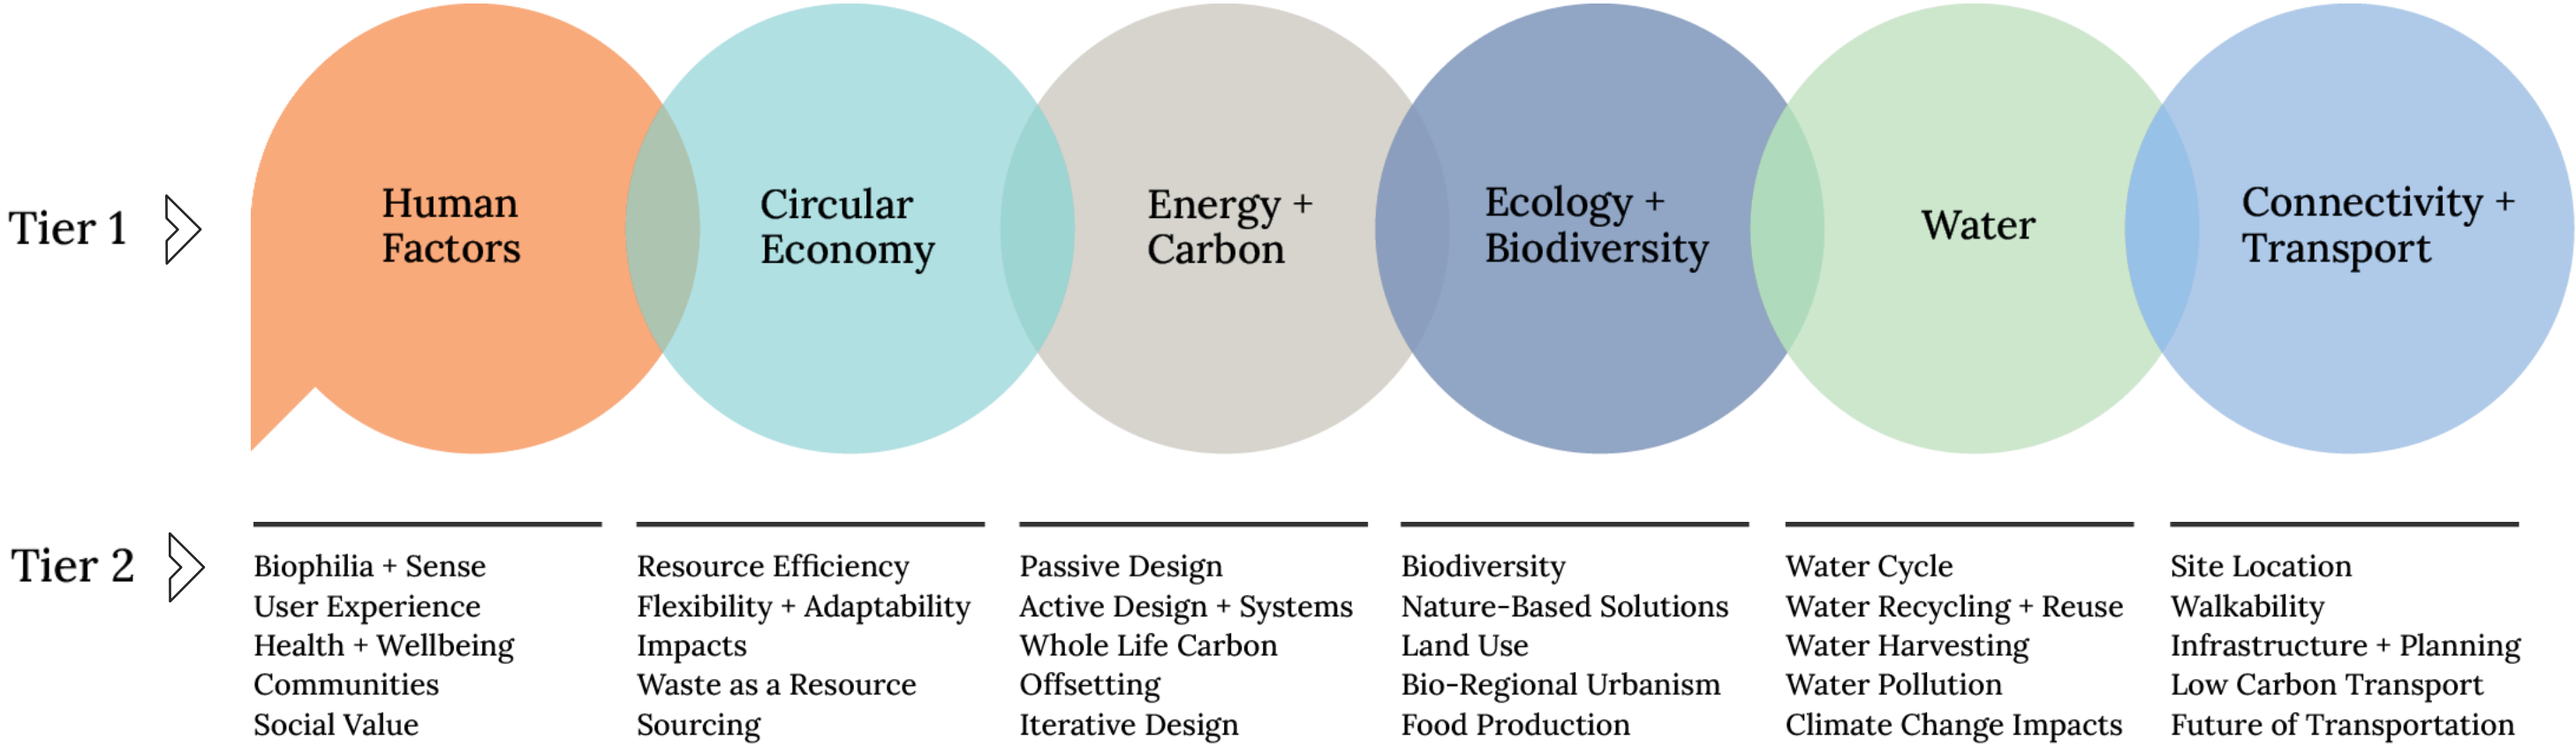 Tier 1
Human
Factors
Circular
Economy
Energy +
Carbon
Ecology +
Biodiversity
Water
Connectivity +
Transport
Tier 2
Biophilia + Sense
User Experience
Health + Wellbeing
Communities
Social Value
Resource Efficiency
Flexibility + Adaptability
Impacts
Waste as a Resource
Sourcing
Passive Design
Active Design + Systems
Whole Life Carbon
Offsetting
Iterative Design
Biodiversity
Nature-Based Solutions
Land Use
Bio-Regional Urbanism
Food Production
Water Cycle
Water Recycling + Reuse
Water Harvesting
Water Pollution
Climate Change Impacts
Site Location
Walkability
Infrastructure + Planning
Low Carbon Transport
Future of Transportation